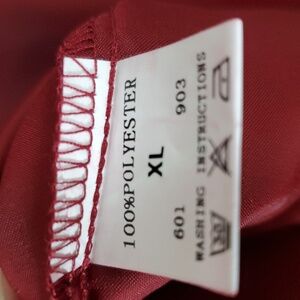 100%POLYESTER
XL
601 903
WASHING INSTRUCTIONS